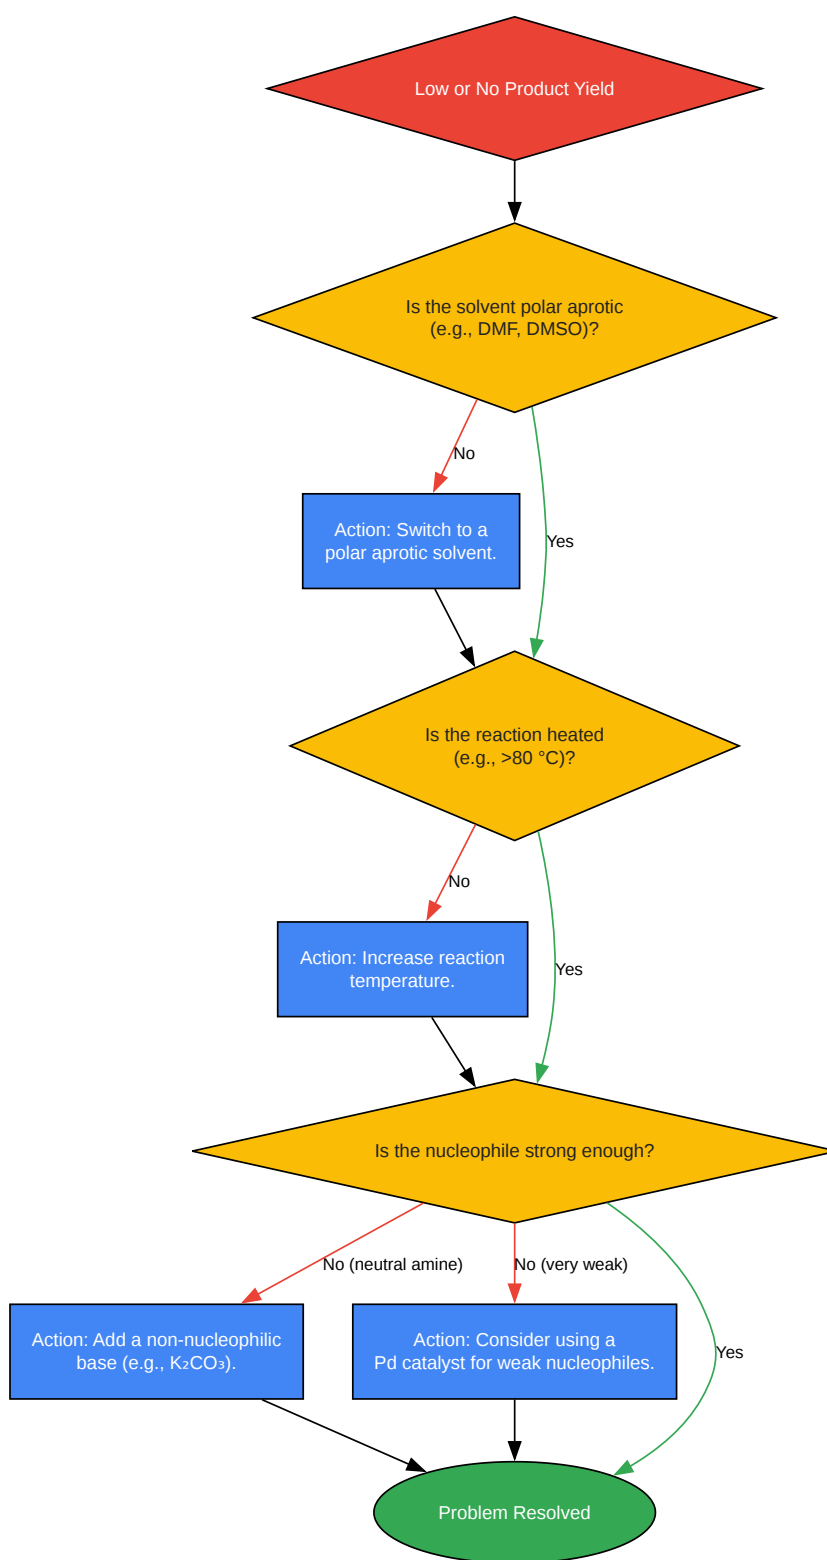 Low or No Product Yield
Is the solvent polar aprotic
(e.g., DMF, DMSO)?
No
Action: Switch to a
polar aprotic solvent.
Yes
Is the reaction heated
(e.g., >80 °C)?
No
Action: Increase reaction
temperature.
Yes
Is the nucleophile strong enough?
No (neutral amine)
No (very weak)
Action: Add a non-nucleophilic
base (e.g., K₂CO₃).
Action: Consider using a
Pd catalyst for weak nucleophiles.
Yes
Problem Resolved